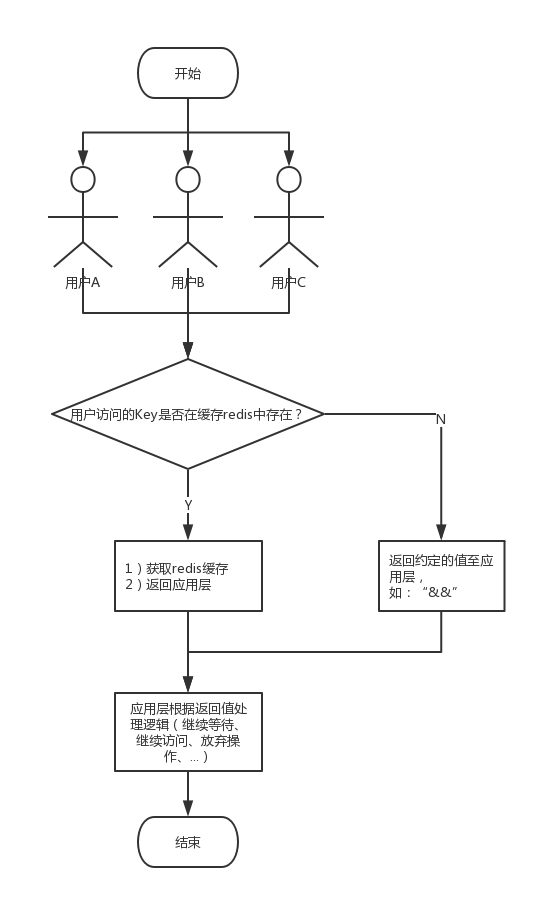 开始
用户A
用户B
用户C
用户访问的Key是否在缓存redis中存在？
N
Y
1）获取redis缓存
2）返回应用层
返回约定的值至应
用层，
如：“&&”
应用层根据返回值处
理逻辑（继续等待、
继续访问、放弃操
作、...）
结束